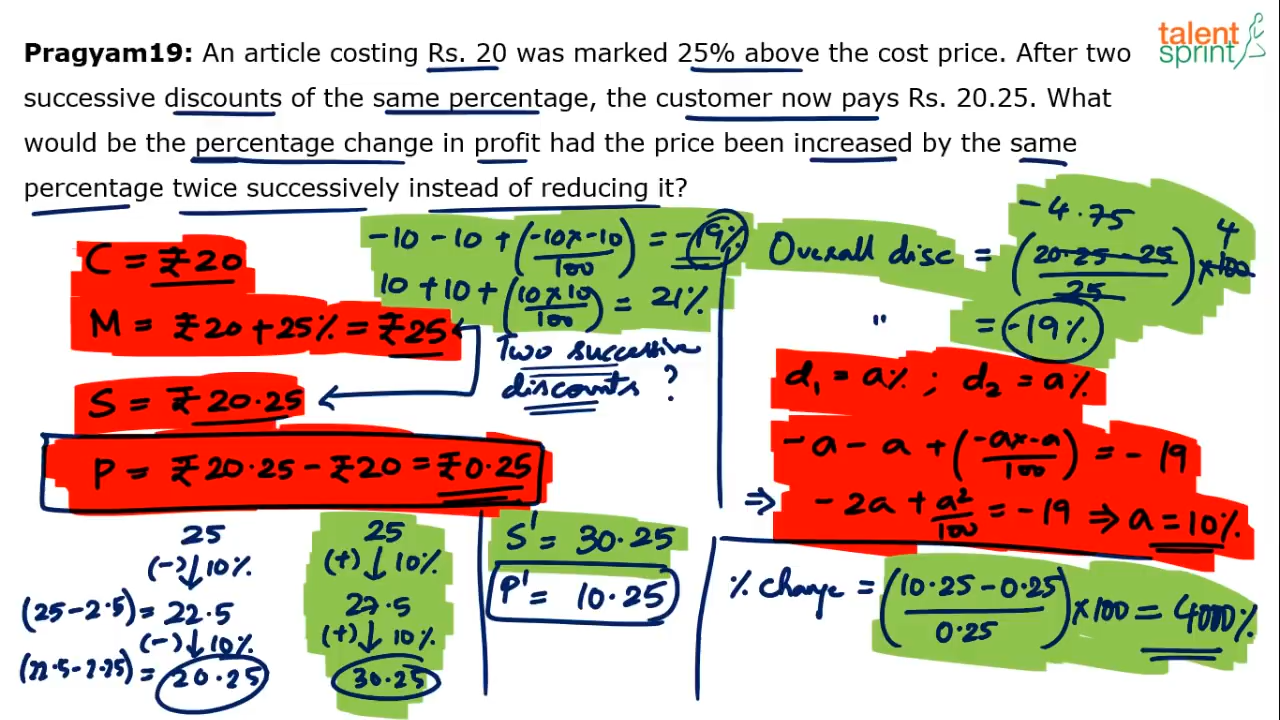 talent
sprint
Pragyam19: An article costing Rs. 20 was marked 25% above the cost price. After two
successive discounts of the same percentage, the customer now pays Rs. 20.25. What
would be the percentage change in profit had the price been increased by the same
percentage twice successively instead of reducing it?
C = ₹20
M = ₹20+25% = ₹25
S = ₹20.25
P = ₹20.25 - ₹20 = ₹0.25
-10 -10 + (-10x-10/100) = -19%
10 + 10 + (10x10/100) = 21%
Two successive
discounts ?
-4.75 4
Overall disc = (20.25 - 25/25) x 100
" = -19%
d1 = a% ; d2 = a%
-a - a + (-ax-a/100) = -19
⇒ -2a + a²/100 = -19 ⇒ a = 10%.
25
(-)↓10%
(25-2.5) = 22.5
(-)↓10%
(22.5-2.25) = 20.25
25
(+)↓10%
27.5
(+)↓10%
30.25
S' = 30.25
P' = 10.25
% change = (10.25 - 0.25/0.25) x100 = 4000%